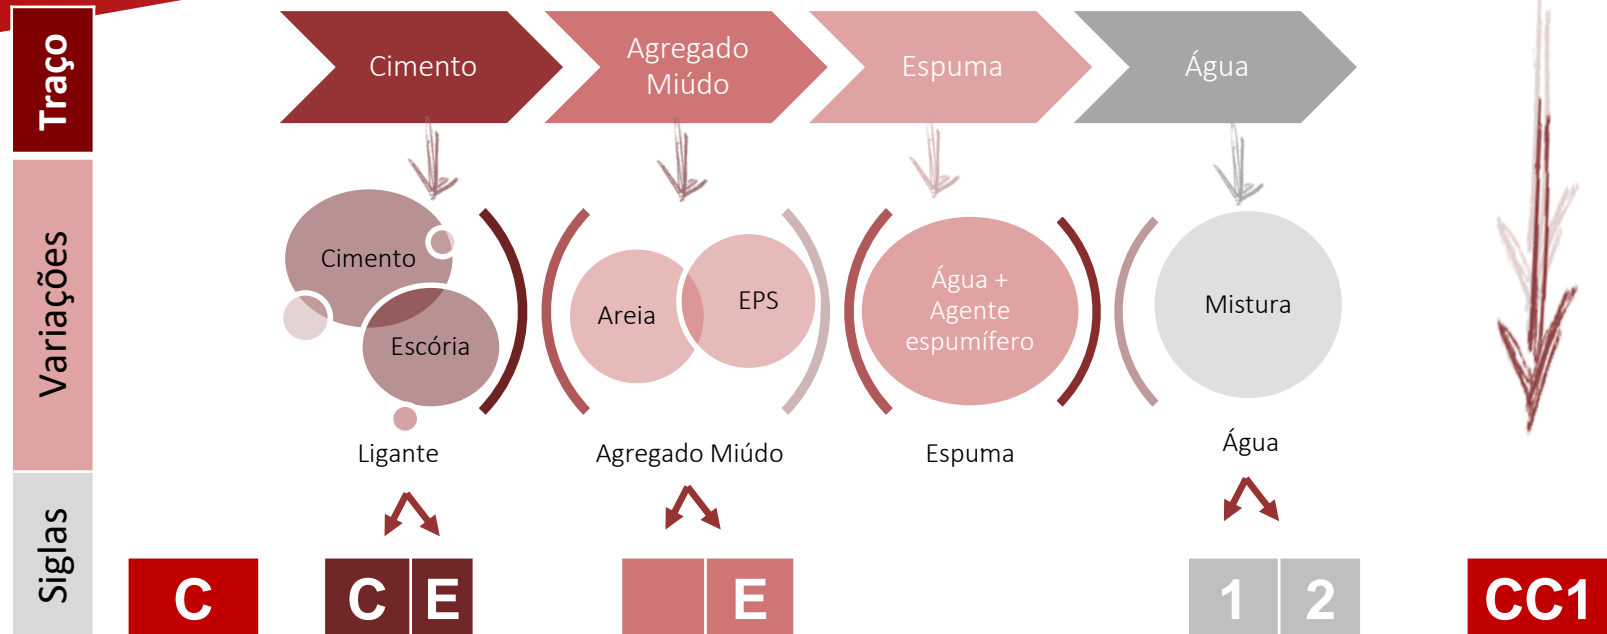 Traço
Cimento
Agregado
Miúdo
Espuma
Água
Variações
Cimento
Escória
Areia
EPS
Água +
Agente
espumífero
Mistura
Ligante
Agregado Miúdo
Espuma
Água
Siglas
C
C E
E
1 2
CC1